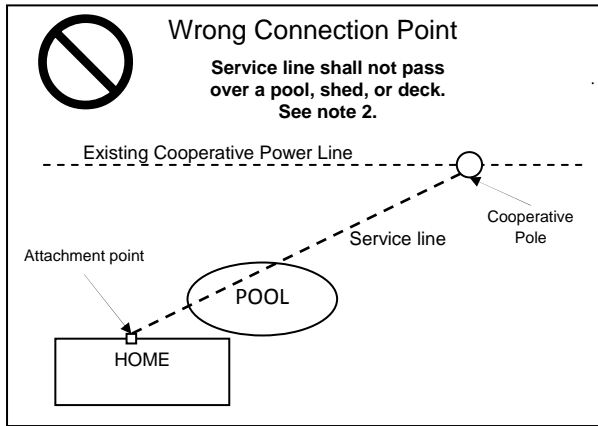 Wrong Connection Point
Service line shall not pass
over a pool, shed, or deck.
See note 2.
Existing Cooperative Power Line
Cooperative
Pole
Service line
Attachment point
POOL
HOME